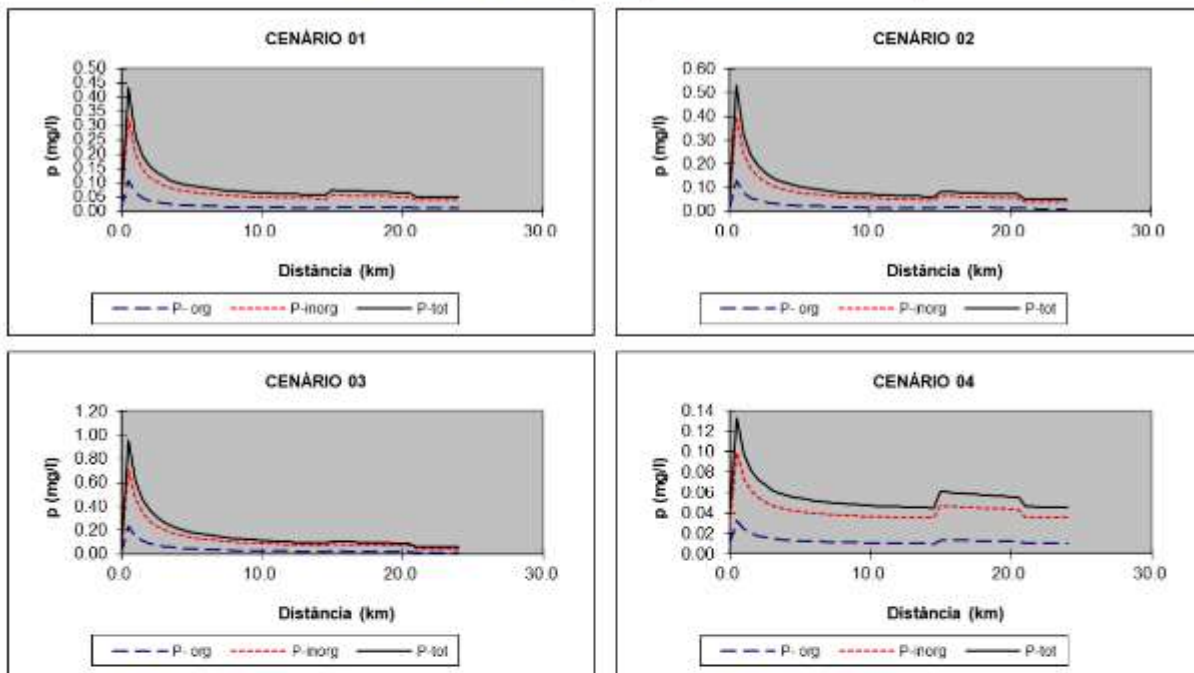 CENÁRIO 01
p (mg/l)
0.50
0.45
0.40
0.35
0.30
0.25
0.20
0.15
0.10
0.05
0.00
0.0 10.0 20.0 30.0
Distância (km)
P- org P-inorg P-tot
CENÁRIO 02
p (mg/l)
0.60
0.50
0.40
0.30
0.20
0.10
0.00
0.0 10.0 20.0 30.0
Distância (km)
P- org P-inorg P-tot
CENÁRIO 03
p (mg/l)
1.20
1.00
0.80
0.60
0.40
0.20
0.00
0.0 10.0 20.0 30.0
Distância (km)
P- org P-inorg P-tot
CENÁRIO 04
p (mg/l)
0.14
0.12
0.10
0.08
0.06
0.04
0.02
0.00
0.0 10.0 20.0 30.0
Distância (km)
P- org P-inorg P-tot